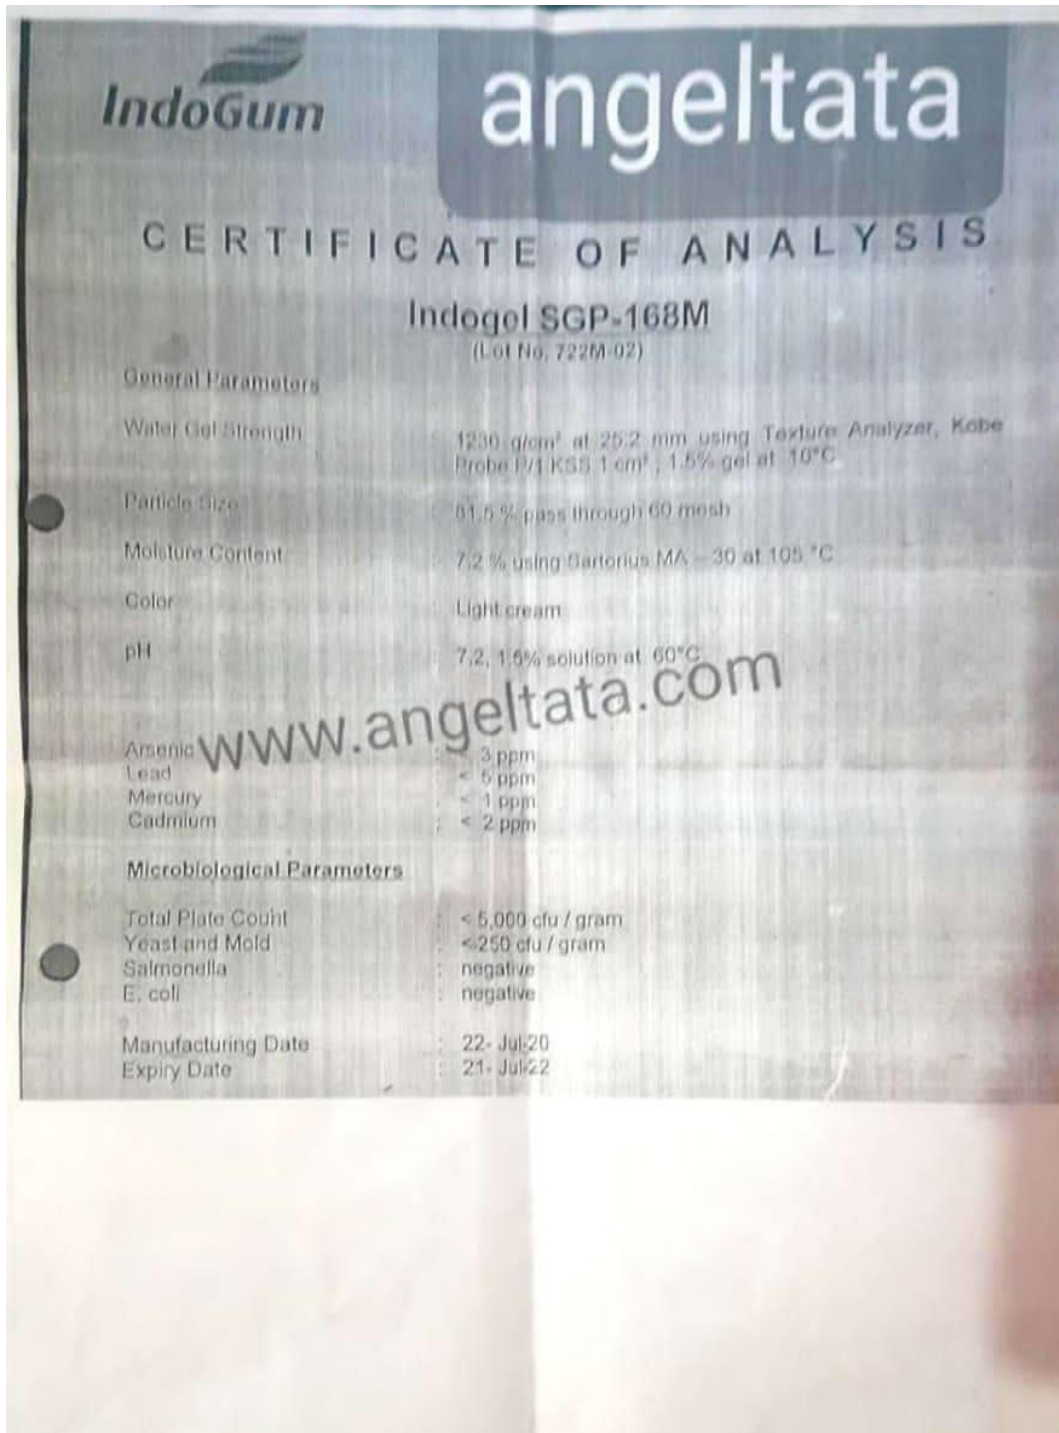 IndoGum
angeltata
CERTIFICATE OF ANALYSIS
Indogel SGP-168M
(Lot No, 722M-02)
General Parameters
Water Gel Strength 1230 g/cm² at 25.2 mm using Texture Analyzer, Kobe
Probe P/1 KSS 1 cm² , 1.5% gel at 10°C
Particle Size : % pass through 60 mesh
Moisture Content : 7.2 % using Sartorius MA – 30 at 105 °C
Color : Light cream
pH : 7.2, 1.5% solution at 60°C
www.angeltata.com
Arsenic : < 3 ppm
Lead : < 5 ppm
Mercury : < 1 ppm
Cadmium : < 2 ppm
Microbiological Parameters
Total Plate Count : < 5,000 cfu / gram
Yeast and Mold : < 250 cfu / gram
Salmonella : negative
E. coli : negative
Manufacturing Date : 22- Jul-20
Expiry Date : 21- Jul-22